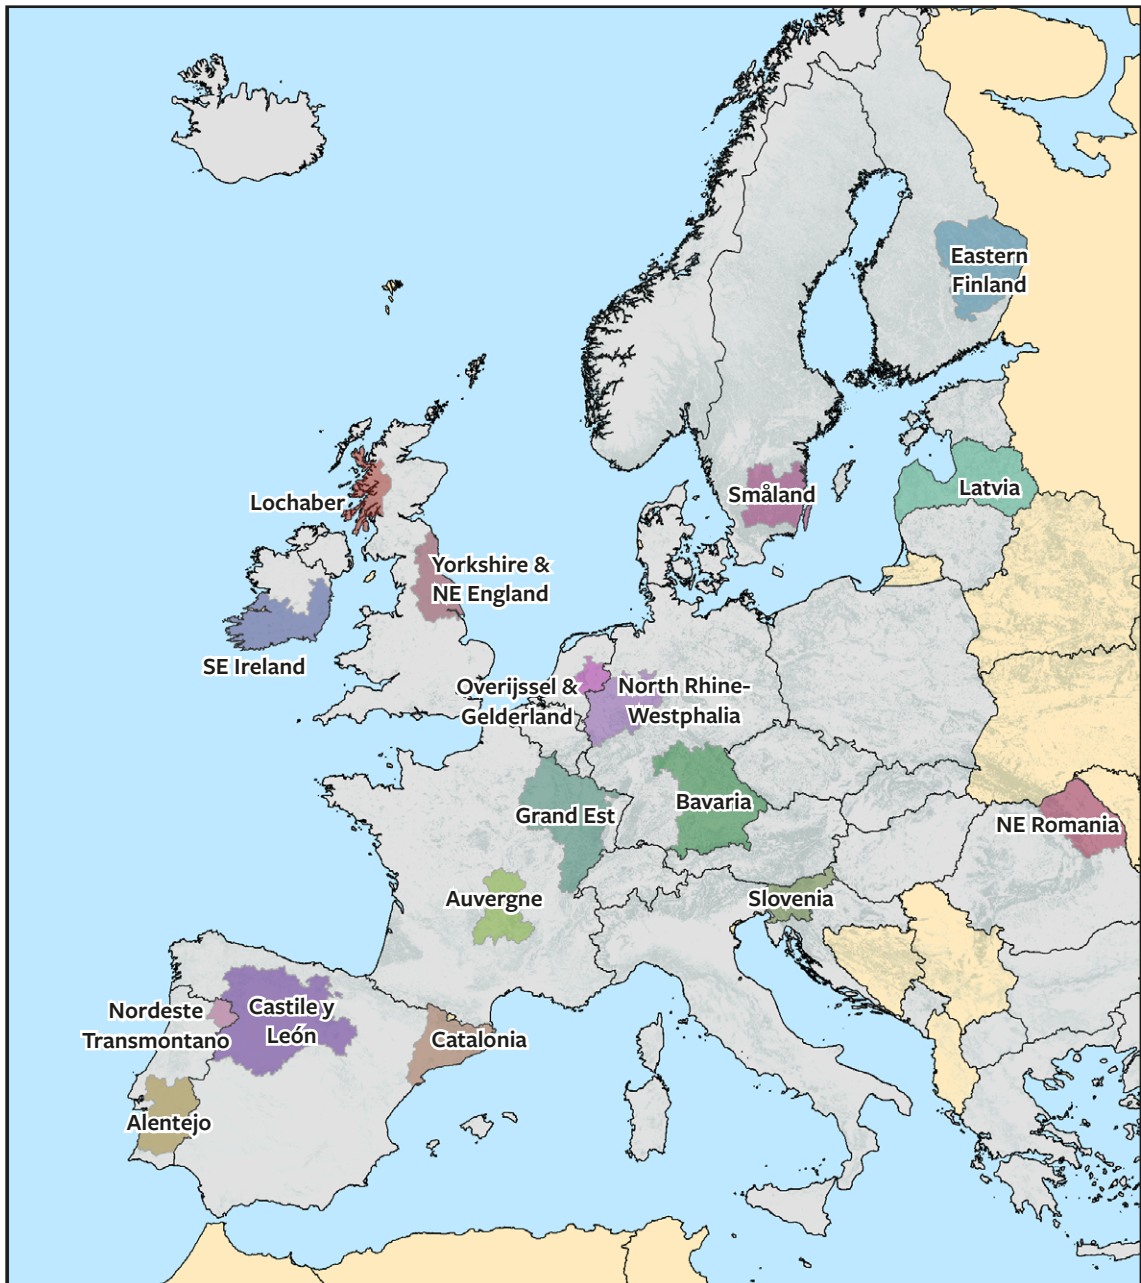 Eastern
Finland
Småland
Latvia
Lochaber
Yorkshire &
NE England
SE Ireland
Overijssel &
Gelderland
North Rhine-
Westphalia
Bavaria
Grand Est
NE Romania
Auvergne
Slovenia
Nordeste
Transmontano
Castile y
León
Catalonia
Alentejo